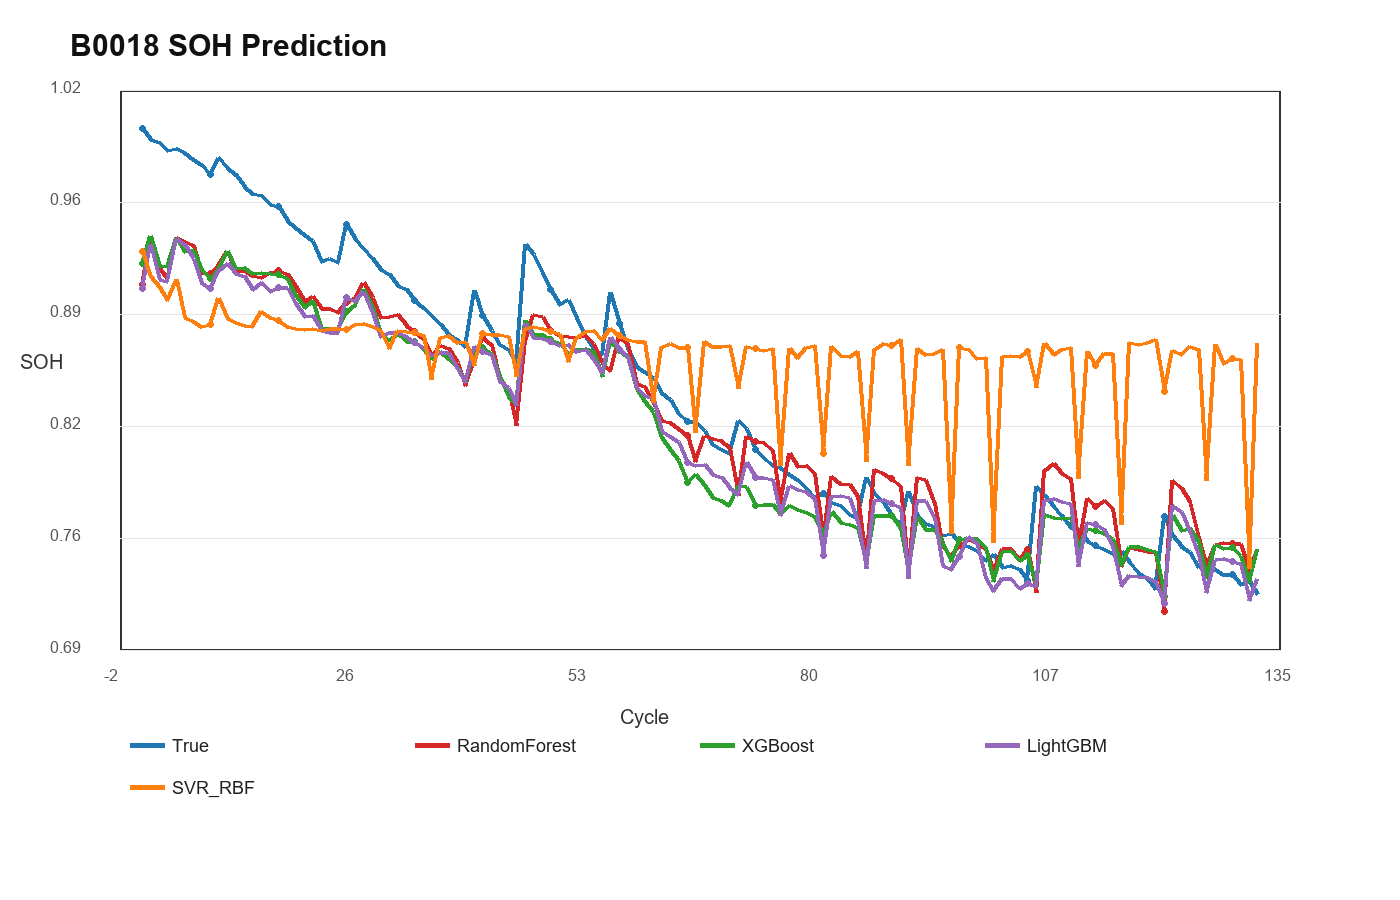 B0018 SOH Prediction
1.02
0.96
0.89
SOH
0.82
0.76
0.69
-2 26 53 80 107 135
Cycle
True RandomForest XGBoost LightGBM
SVR_RBF